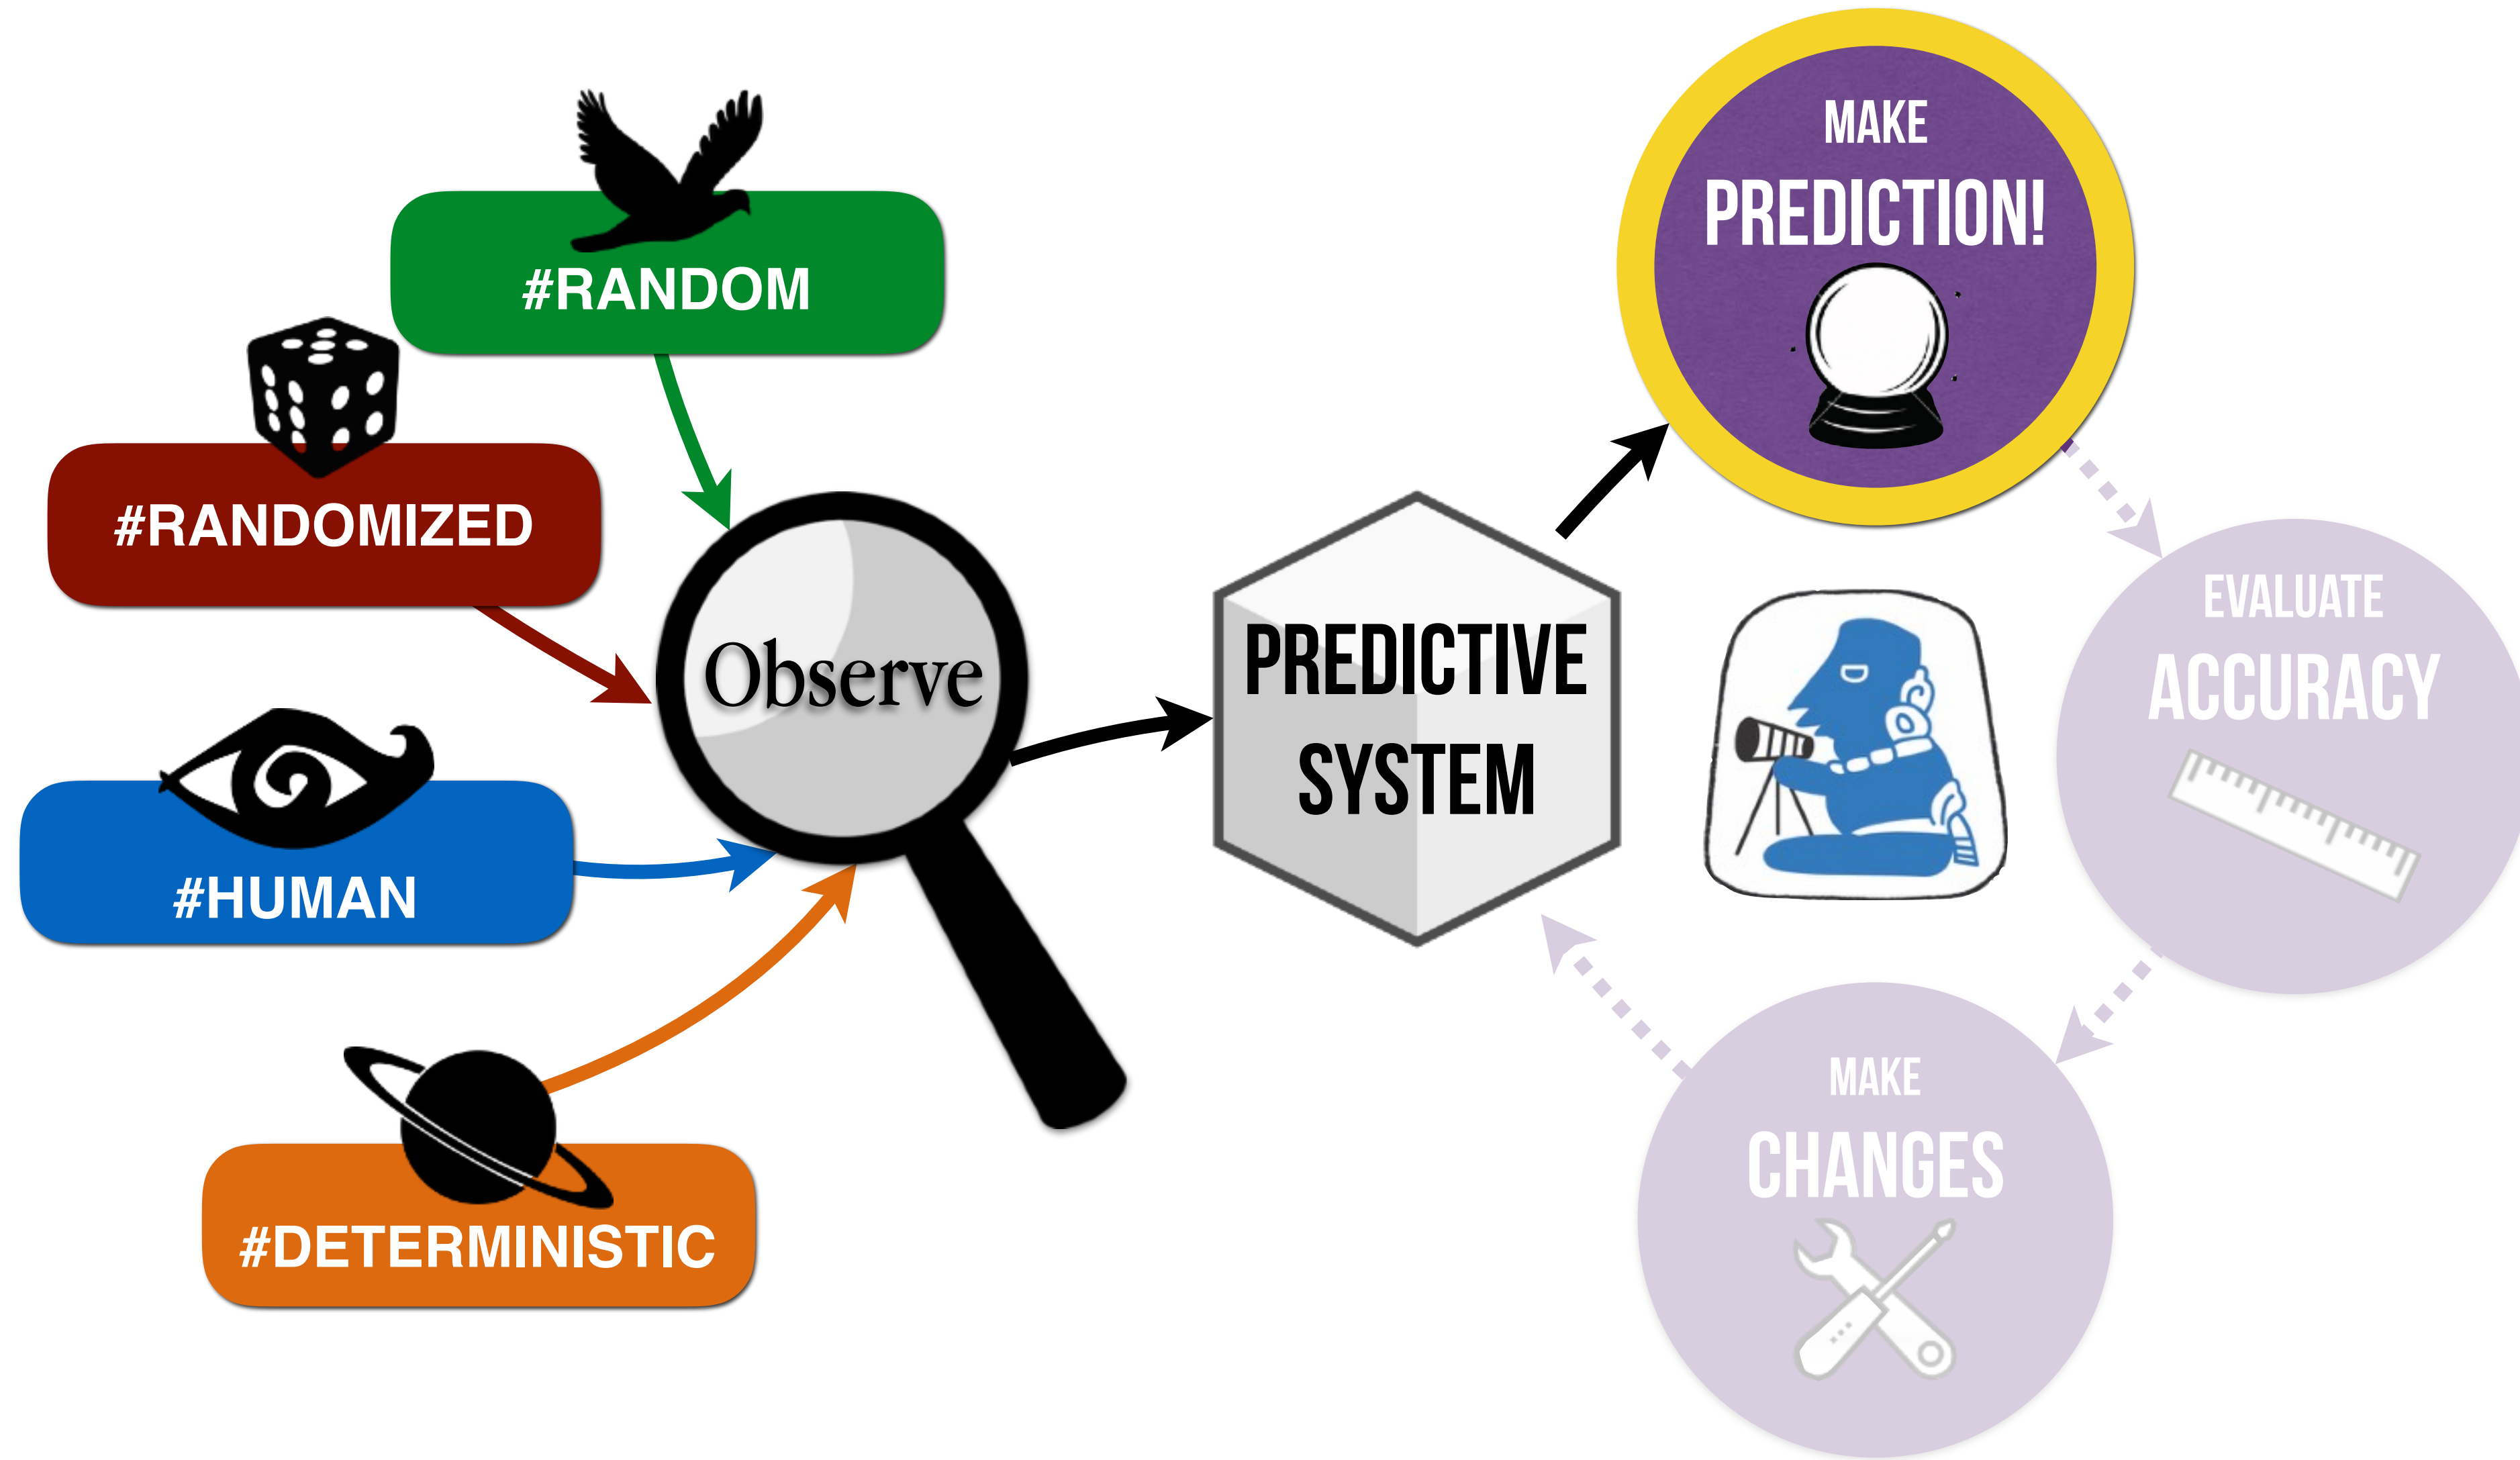 #RANDOM
#RANDOMIZED
#HUMAN
#DETERMINISTIC
Observe
PREDICTIVE
SYSTEM
MAKE
PREDICTION!
EVALUATE
ACCURACY
MAKE
CHANGES